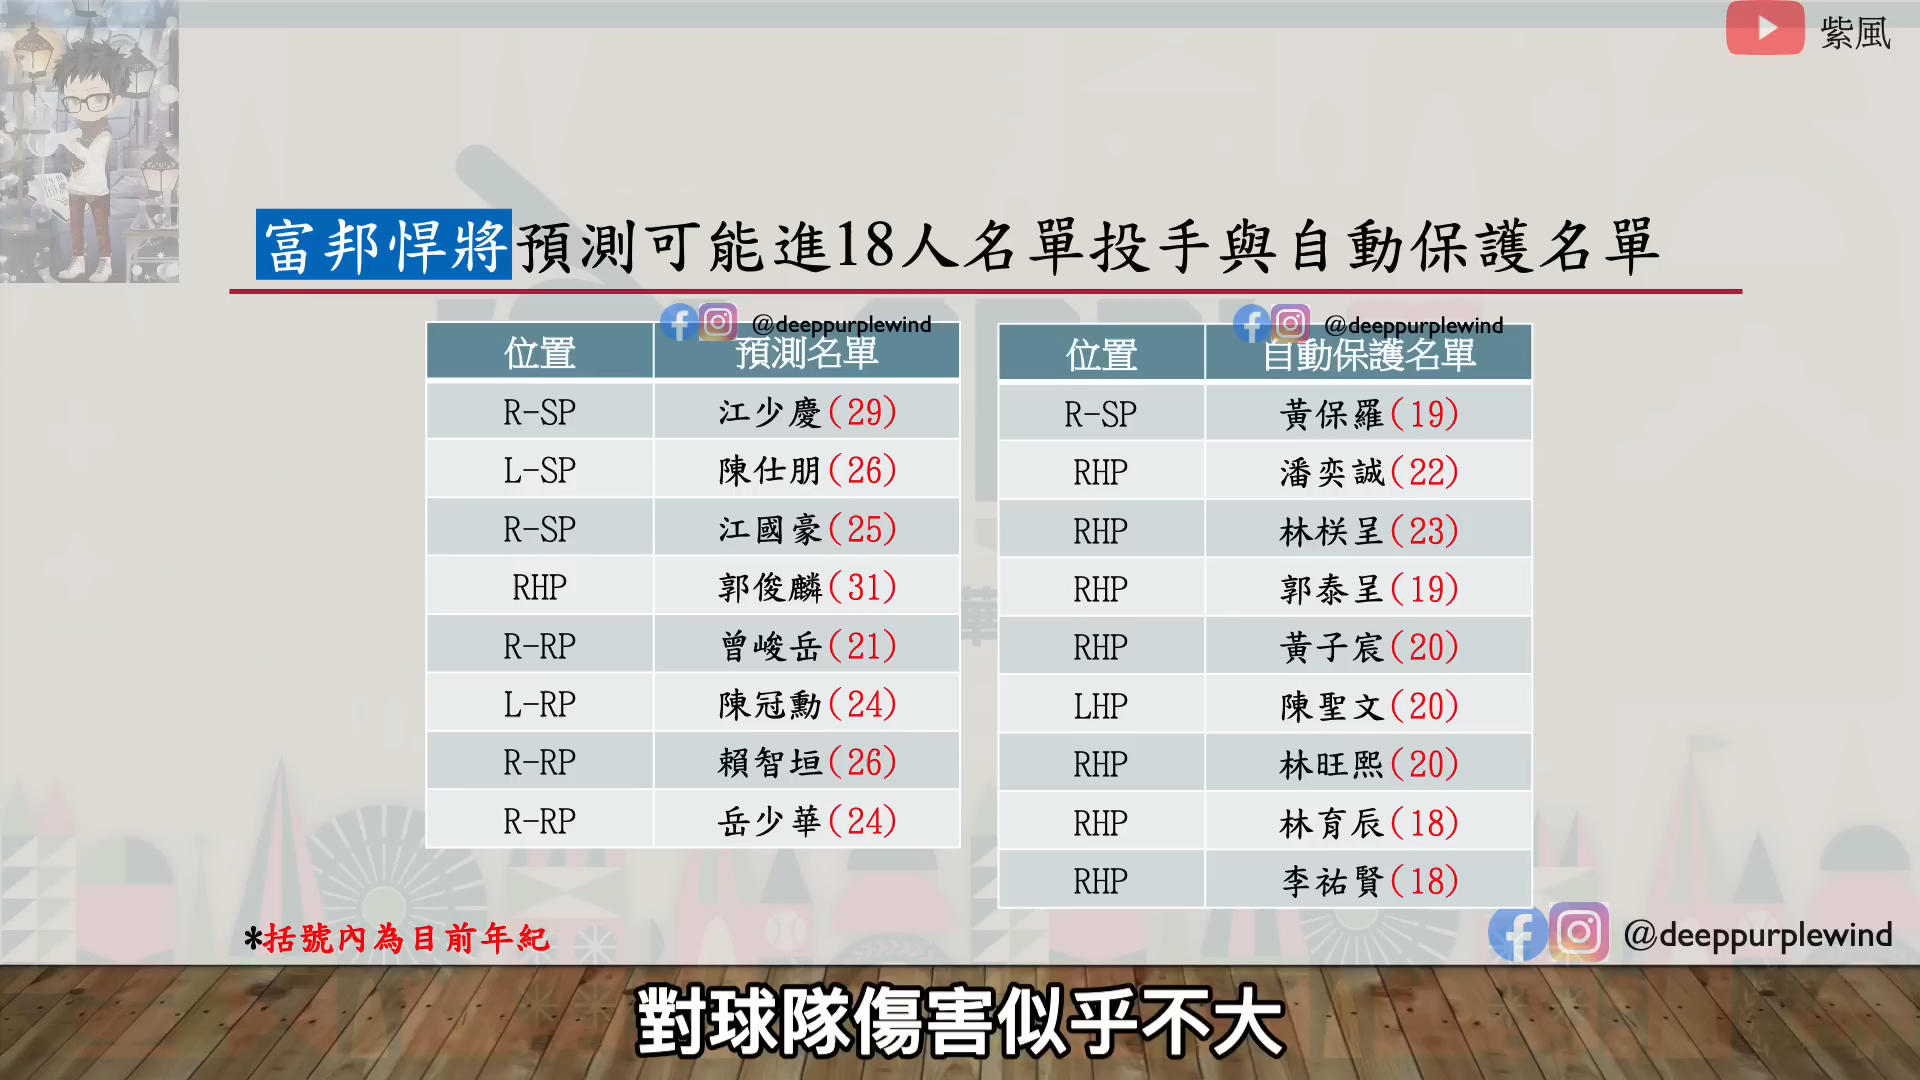 紫風
富邦悍將預測可能進18人名單投手與自動保護名單
@deeppurplewind
@deeppurplewind
位置 預測名單
R-SP 江少慶(29)
L-SP 陳仕朋(26)
R-SP 江國豪(25)
RHP 郭俊麟(31)
R-RP 曾峻岳(21)
L-RP 陳冠勳(24)
R-RP 賴智垣(26)
R-RP 岳少華(24)
位置 自動保護名單
R-SP 黃保羅(19)
RHP 潘奕誠(22)
RHP 林栚呈(23)
RHP 郭泰呈(19)
RHP 黃子宸(20)
LHP 陳聖文(20)
RHP 林旺熙(20)
RHP 林育辰(18)
RHP 李祐賢(18)
*括號內為目前年紀
@deeppurplewind
對球隊傷害似乎不大